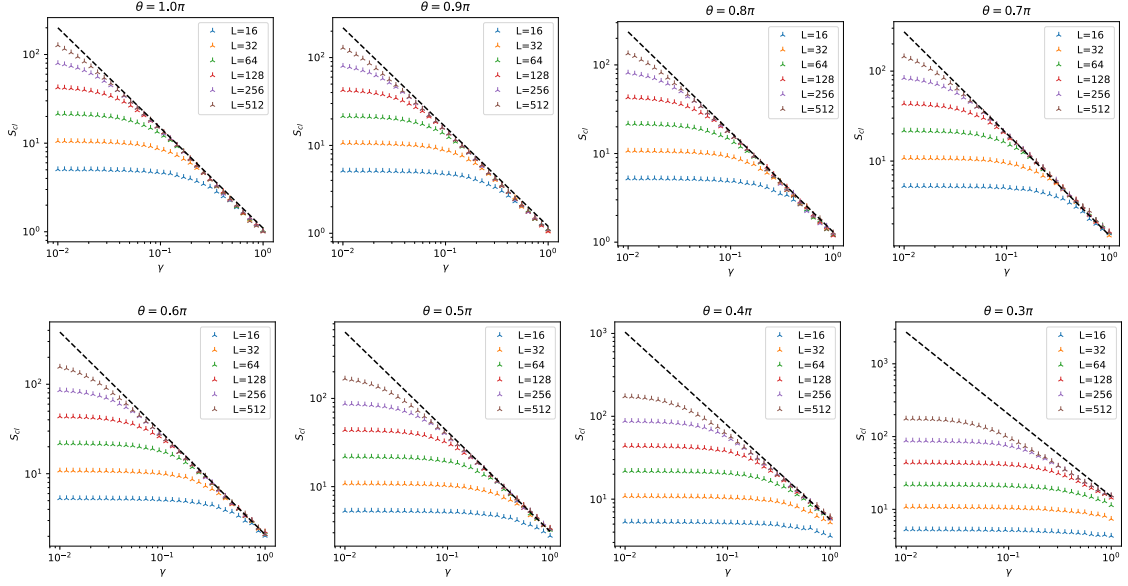 θ = 1.0π
10²
10¹
10⁰
S_cl
10⁻²
10⁻¹
10⁰
γ
L=16
L=32
L=64
L=128
L=256
L=512
θ = 0.9π
10²
10¹
10⁰
S_cl
10⁻²
10⁻¹
10⁰
γ
L=16
L=32
L=64
L=128
L=256
L=512
θ = 0.8π
10²
10¹
10⁰
S_cl
10⁻²
10⁻¹
10⁰
γ
L=16
L=32
L=64
L=128
L=256
L=512
θ = 0.7π
10²
10¹
S_cl
10⁻²
10⁻¹
10⁰
γ
L=16
L=32
L=64
L=128
L=256
L=512
θ = 0.6π
10²
10¹
S_cl
10⁻²
10⁻¹
10⁰
γ
L=16
L=32
L=64
L=128
L=256
L=512
θ = 0.5π
10²
10¹
S_cl
10⁻²
10⁻¹
10⁰
γ
L=16
L=32
L=64
L=128
L=256
L=512
θ = 0.4π
10³
10²
10¹
S_cl
10⁻²
10⁻¹
10⁰
γ
L=16
L=32
L=64
L=128
L=256
L=512
θ = 0.3π
10³
10²
10¹
S_cl
10⁻²
10⁻¹
10⁰
γ
L=16
L=32
L=64
L=128
L=256
L=512